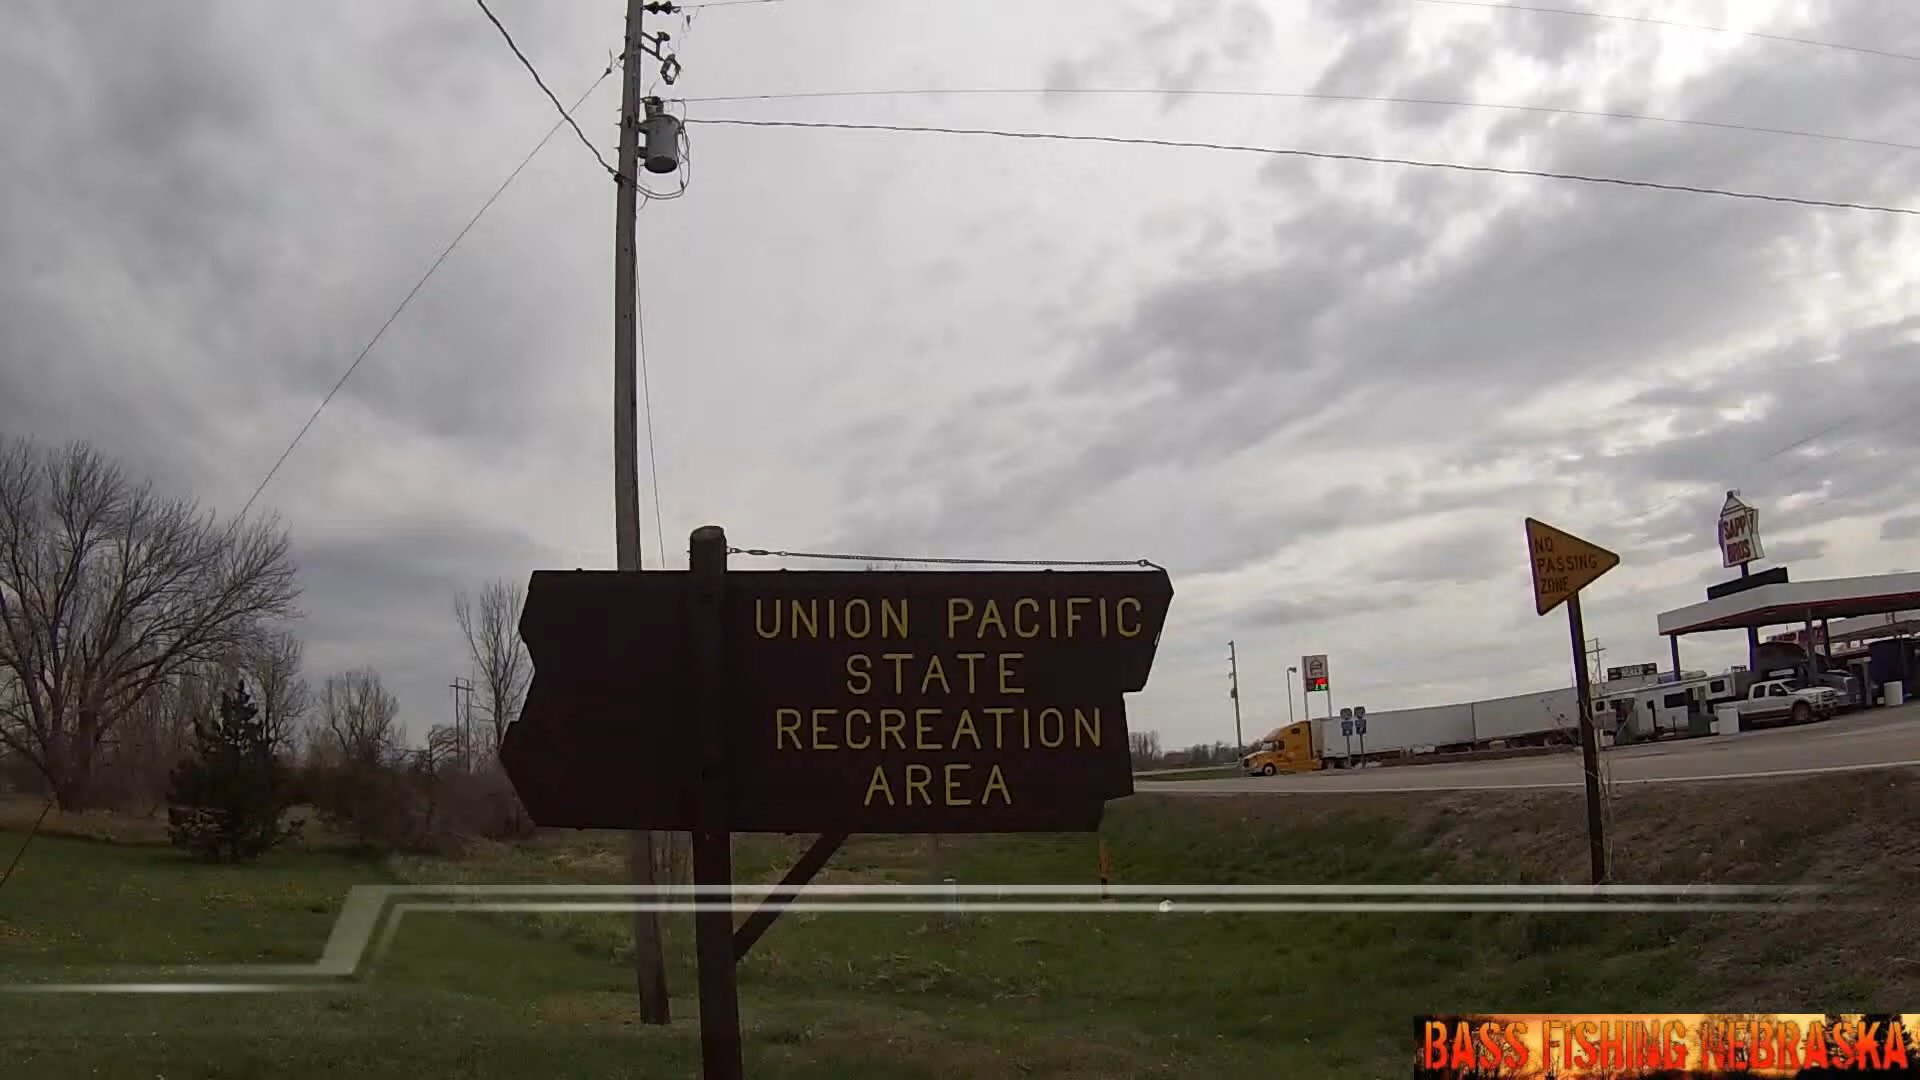 UNION PACIFIC
STATE
RECREATION
AREA
NO
PASSING
ZONE
SAPP
BROS
BASS FISHING NEBRASKA